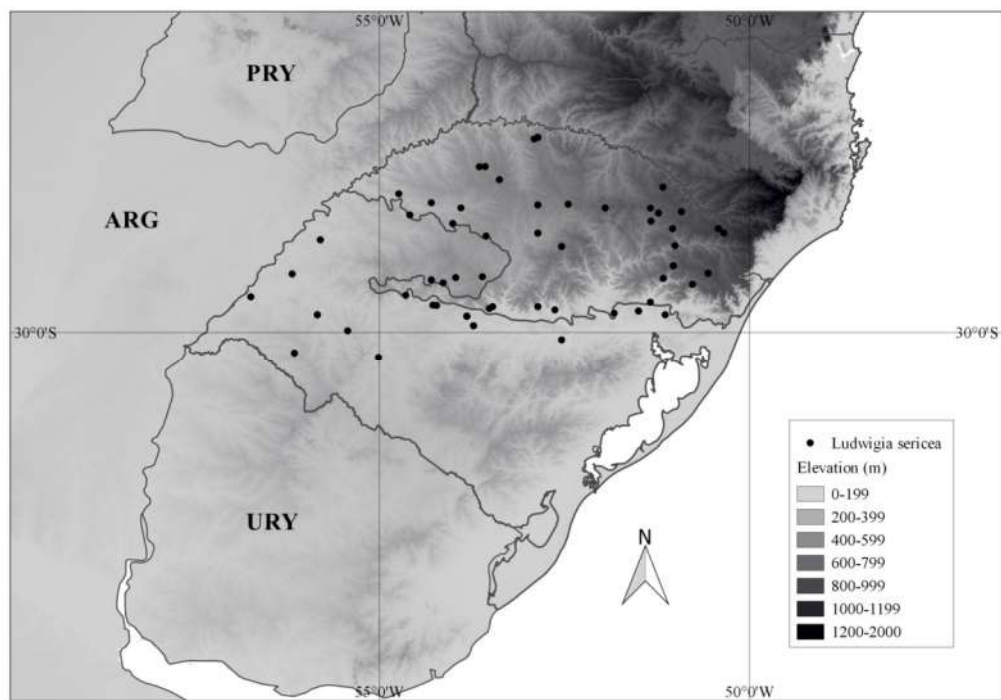 55°0'W
50°0'W
PRY
ARG
30°0'S
30°0'S
URY
N
Ludwigia sericea
Elevation (m)
0-199
200-399
400-599
600-799
800-999
1000-1199
1200-2000
55°0'W
50°0'W